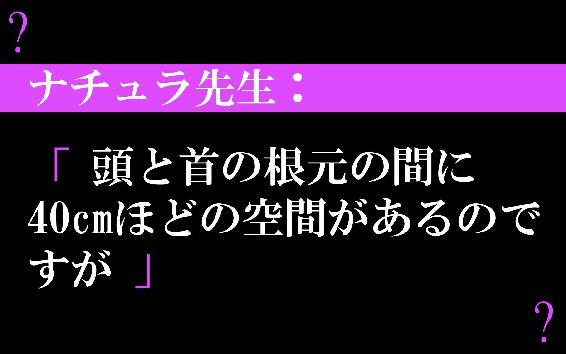 ?
ナチュラ先生：
「 頭と首の根元の間に
40cmほどの空間があるので
すが 」
?